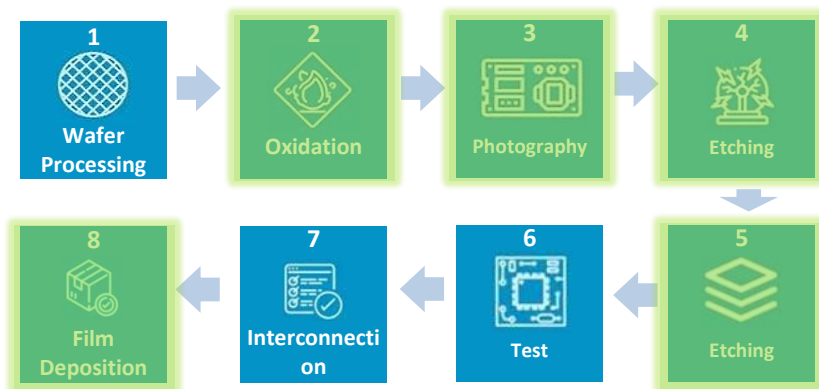 1
Wafer
Processing
2
Oxidation
3
Photography
4
Etching
8
Film
Deposition
7
Interconnecti
on
6
Test
5
Etching